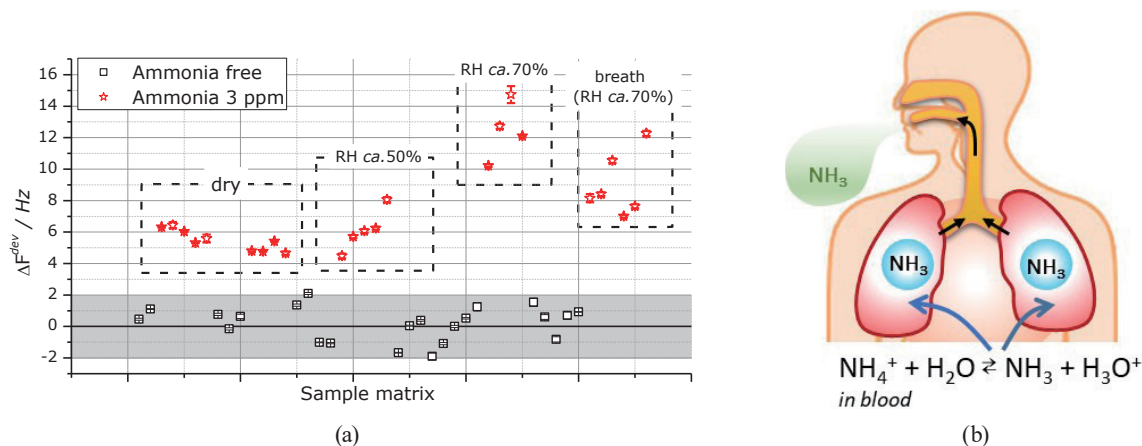 Ammonia free
Ammonia 3 ppm
RH ca.70%
breath
(RH ca.70%)
dry
RH ca.50%
16
14
12
10
8
6
4
2
0
-2
ΔF^dev / Hz
Sample matrix
(a)
NH₃
NH₃
NH₃
NH₄⁺ + H₂O ⇄ NH₃ + H₃O⁺
in blood
(b)